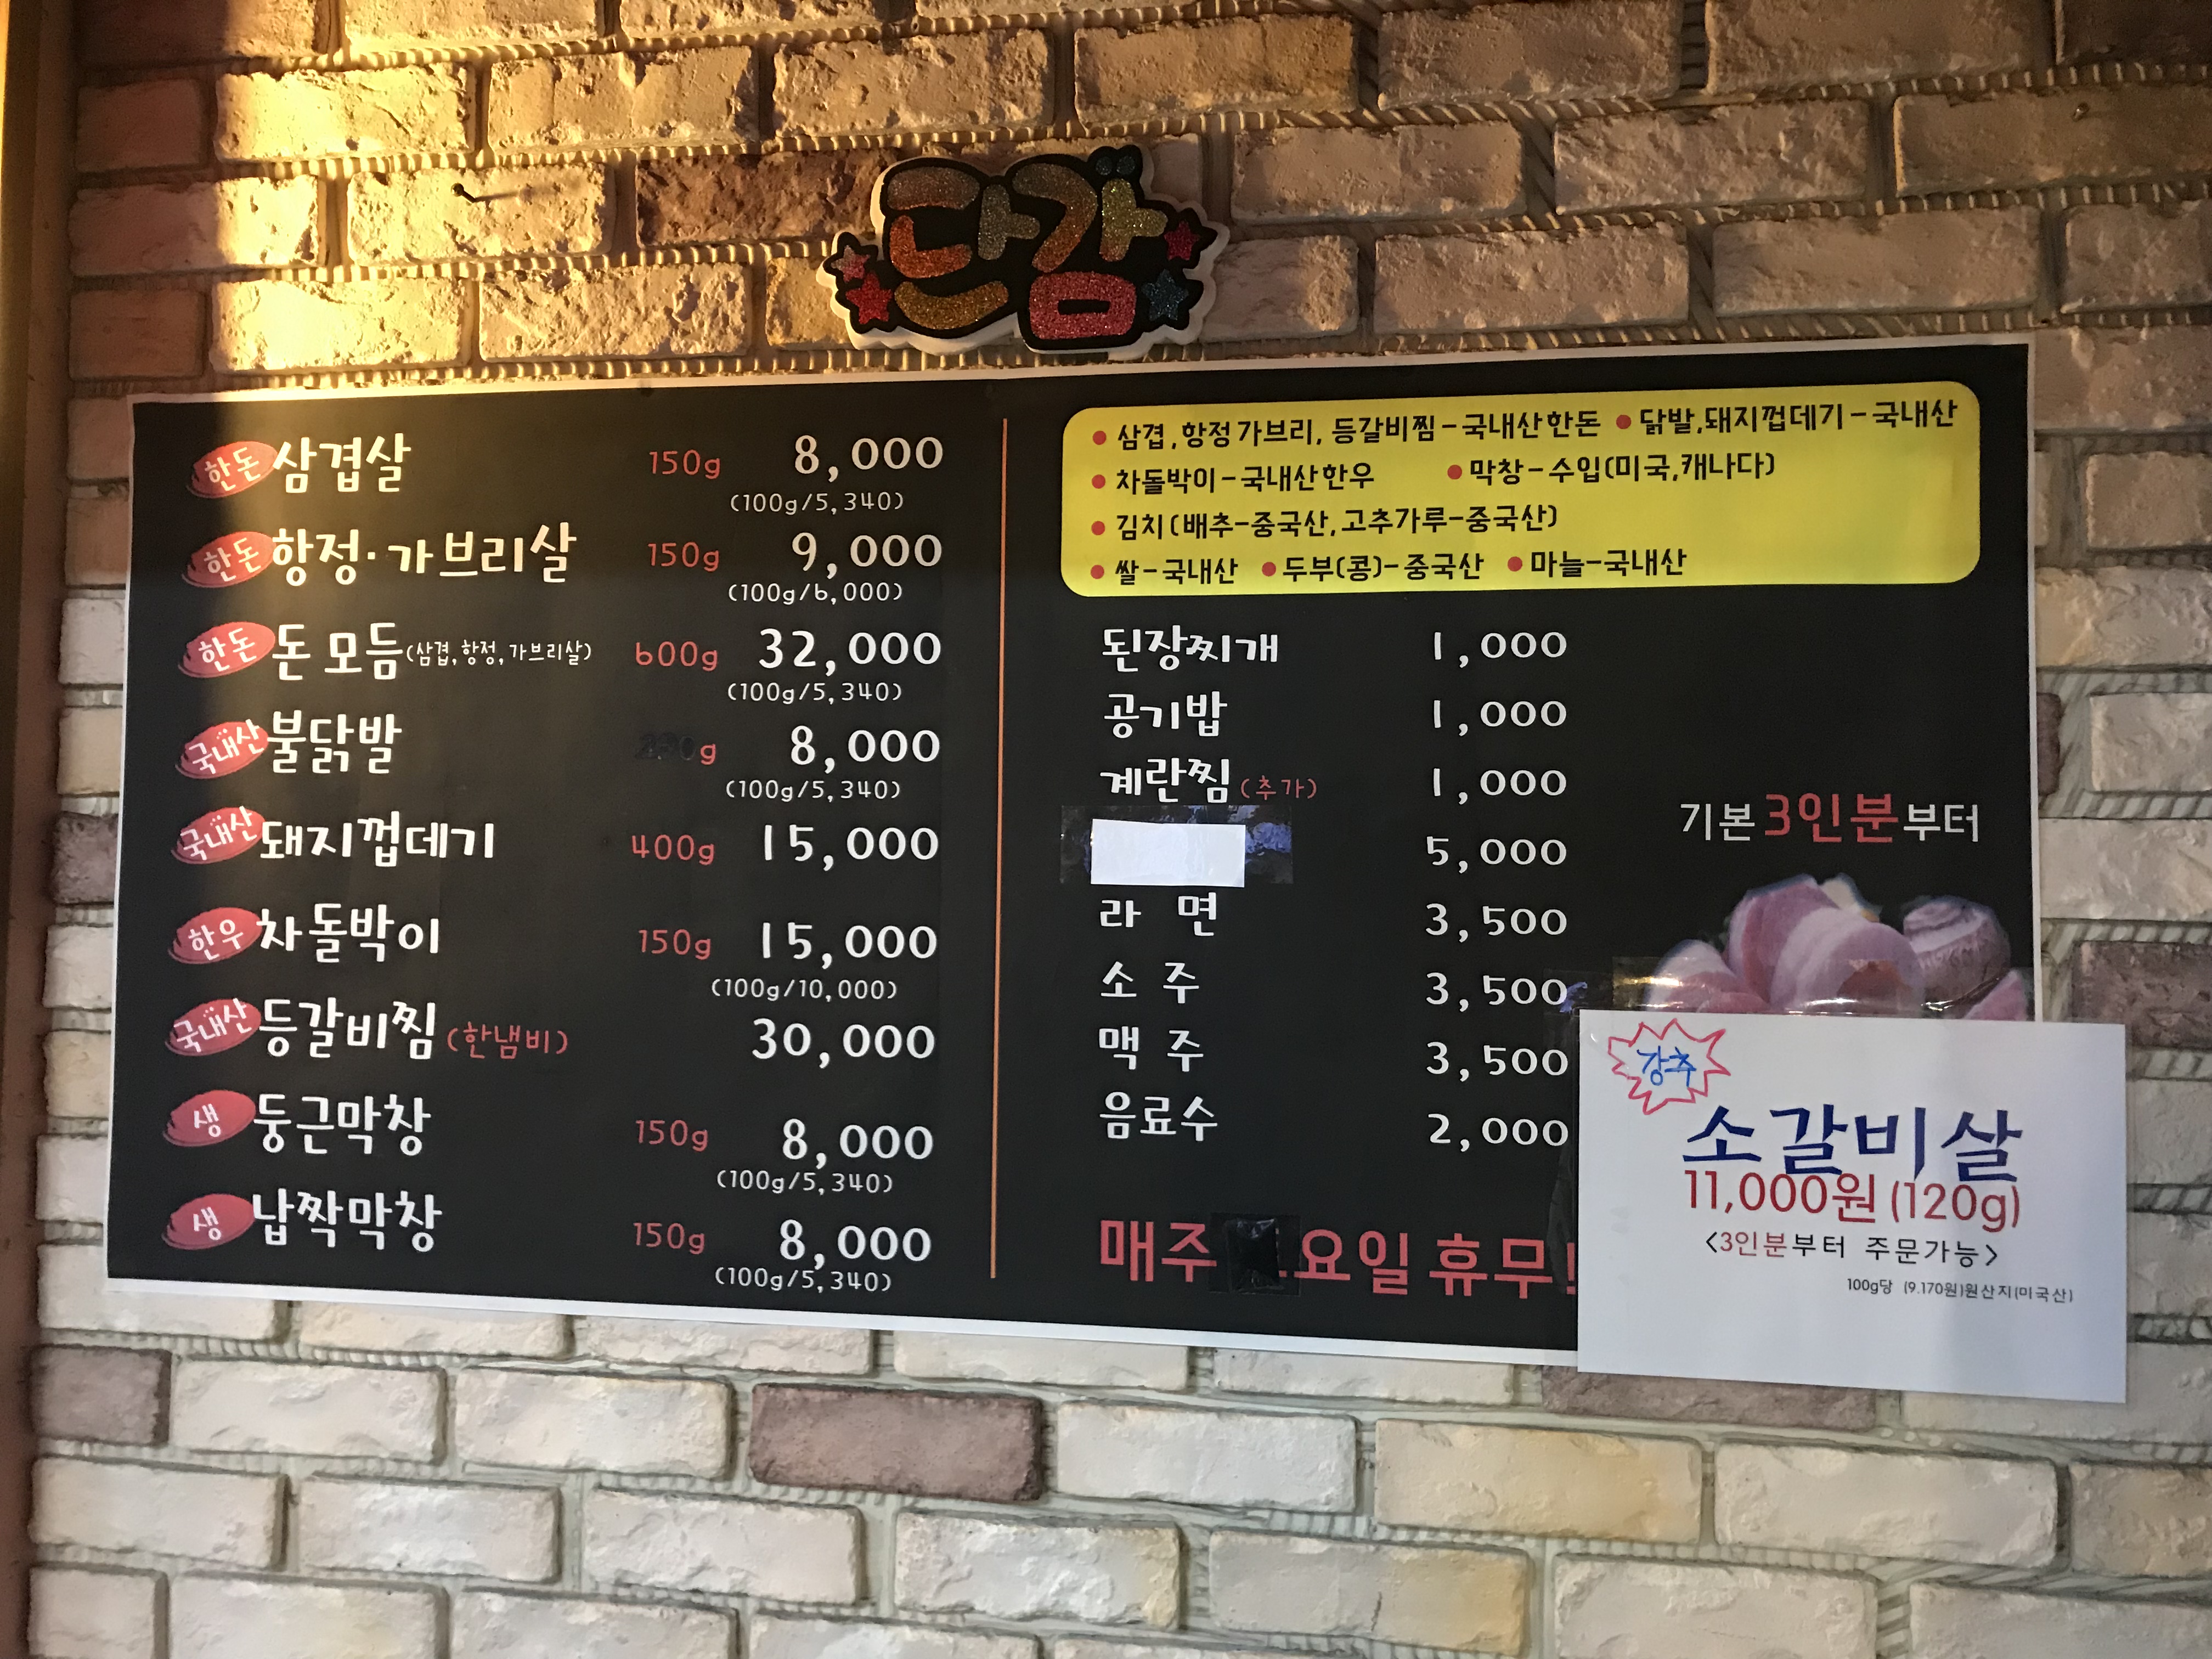 단감
한돈 삼겹살 150g 8,000
(100g/5,340)
한돈 항정·가브리살 150g 9,000
(100g/6,000)
한돈 돈 모듬(삼겹,항정,가브리살) 600g 32,000
(100g/5,340)
국내산 불닭발 g 8,000
(100g/5,340)
국내산 돼지껍데기 400g 15,000
한우 차돌박이 150g 15,000
(100g/10,000)
국내산 등갈비찜(한냄비) 30,000
생 둥근막창 150g 8,000
(100g/5,340)
생 납짝막창 150g 8,000
(100g/5,340)
• 삼겹,항정 가브리, 등갈비찜-국내산한돈 • 닭발,돼지껍데기-국내산
• 차돌박이-국내산한우 • 막창-수입(미국,캐나다)
• 김치(배추-중국산,고추가루-중국산)
• 쌀-국내산 • 두부(콩)-중국산 • 마늘-국내산
된장찌개 1,000
공기밥 1,000
계란찜(추가) 1,000
5,000
라 면 3,500
소 주 3,500
맥 주 3,500
음료수 2,000
매주 요일 휴무!
기본 3인분부터
강추
소갈비살
11,000원 (120g)
<3인분부터 주문가능>
100g당 (9.170원)원산지(미국산)